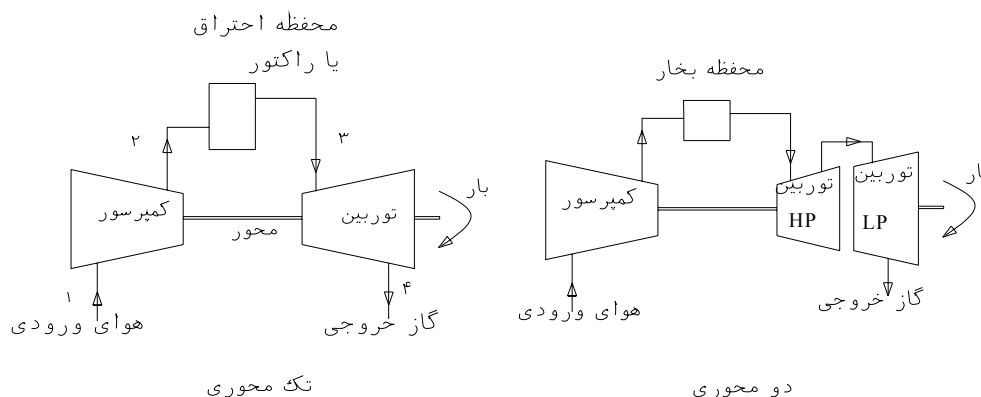 محفظه احتراق
یا راکتور
۲
۳
کمپرسور
توربین
بار
محور
۱
۴
هوای ورودی
گاز خروجی
تک محوری
محفظه بخار
کمپرسور
توربین
HP
توربین
LP
بار
هوای ورودی
گاز خروجی
دو محوری